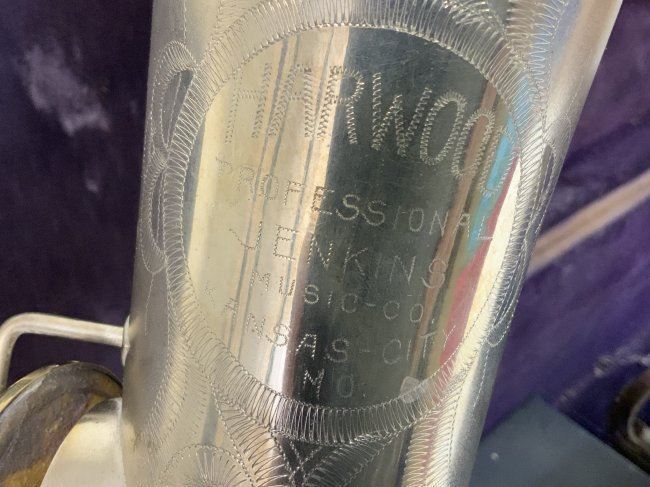 HARWOOD
PROFESSIONAL
JENKINS
MUSIC-CO
KANSAS-CITY
MO.